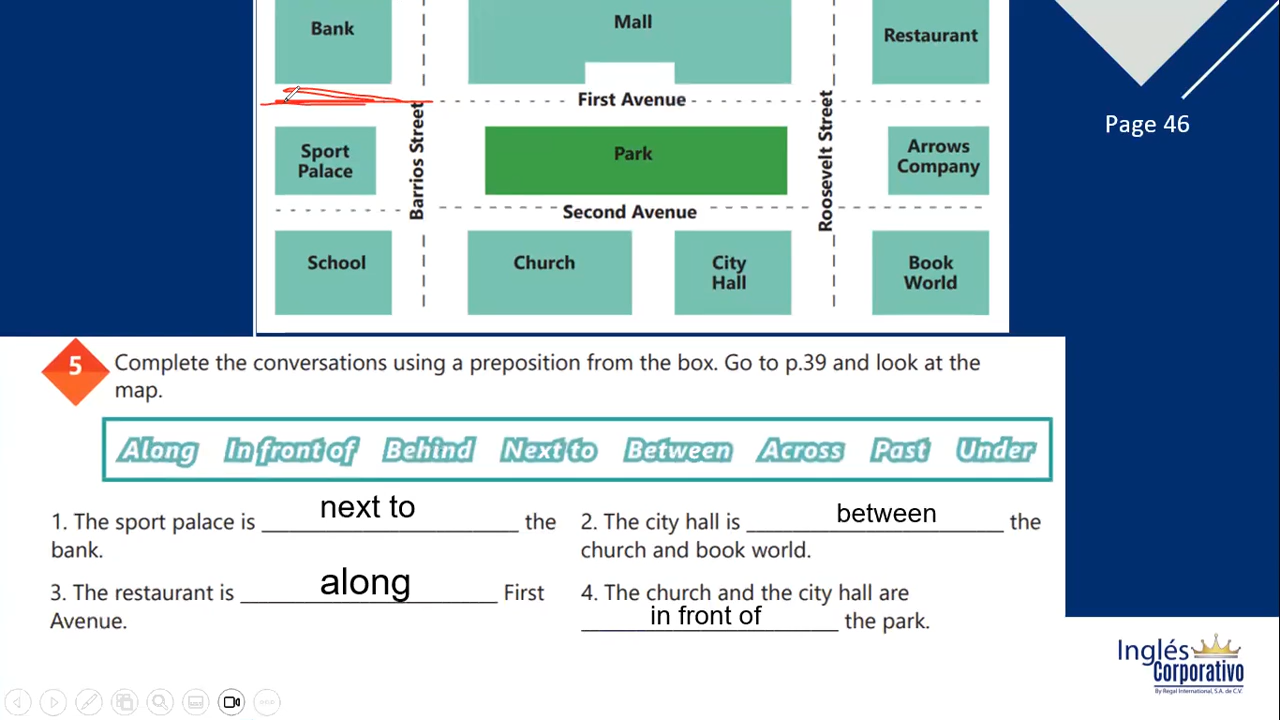 Bank
Mall
Restaurant
Page 46
First Avenue
Barrios Street
Roosevelt Street
Sport
Palace
Park
Arrows
Company
Second Avenue
School
Church
City
Hall
Book
World
5
Complete the conversations using a preposition from the box. Go to p.39 and look at the
map.
Along In front of Behind Next to Between Across Past Under
1. The sport palace is next to the
bank.
2. The city hall is between the
church and book world.
3. The restaurant is along First
Avenue.
4. The church and the city hall are
in front of the park.
Inglés
Corporativo
By Regal International, S.A. de C.V.